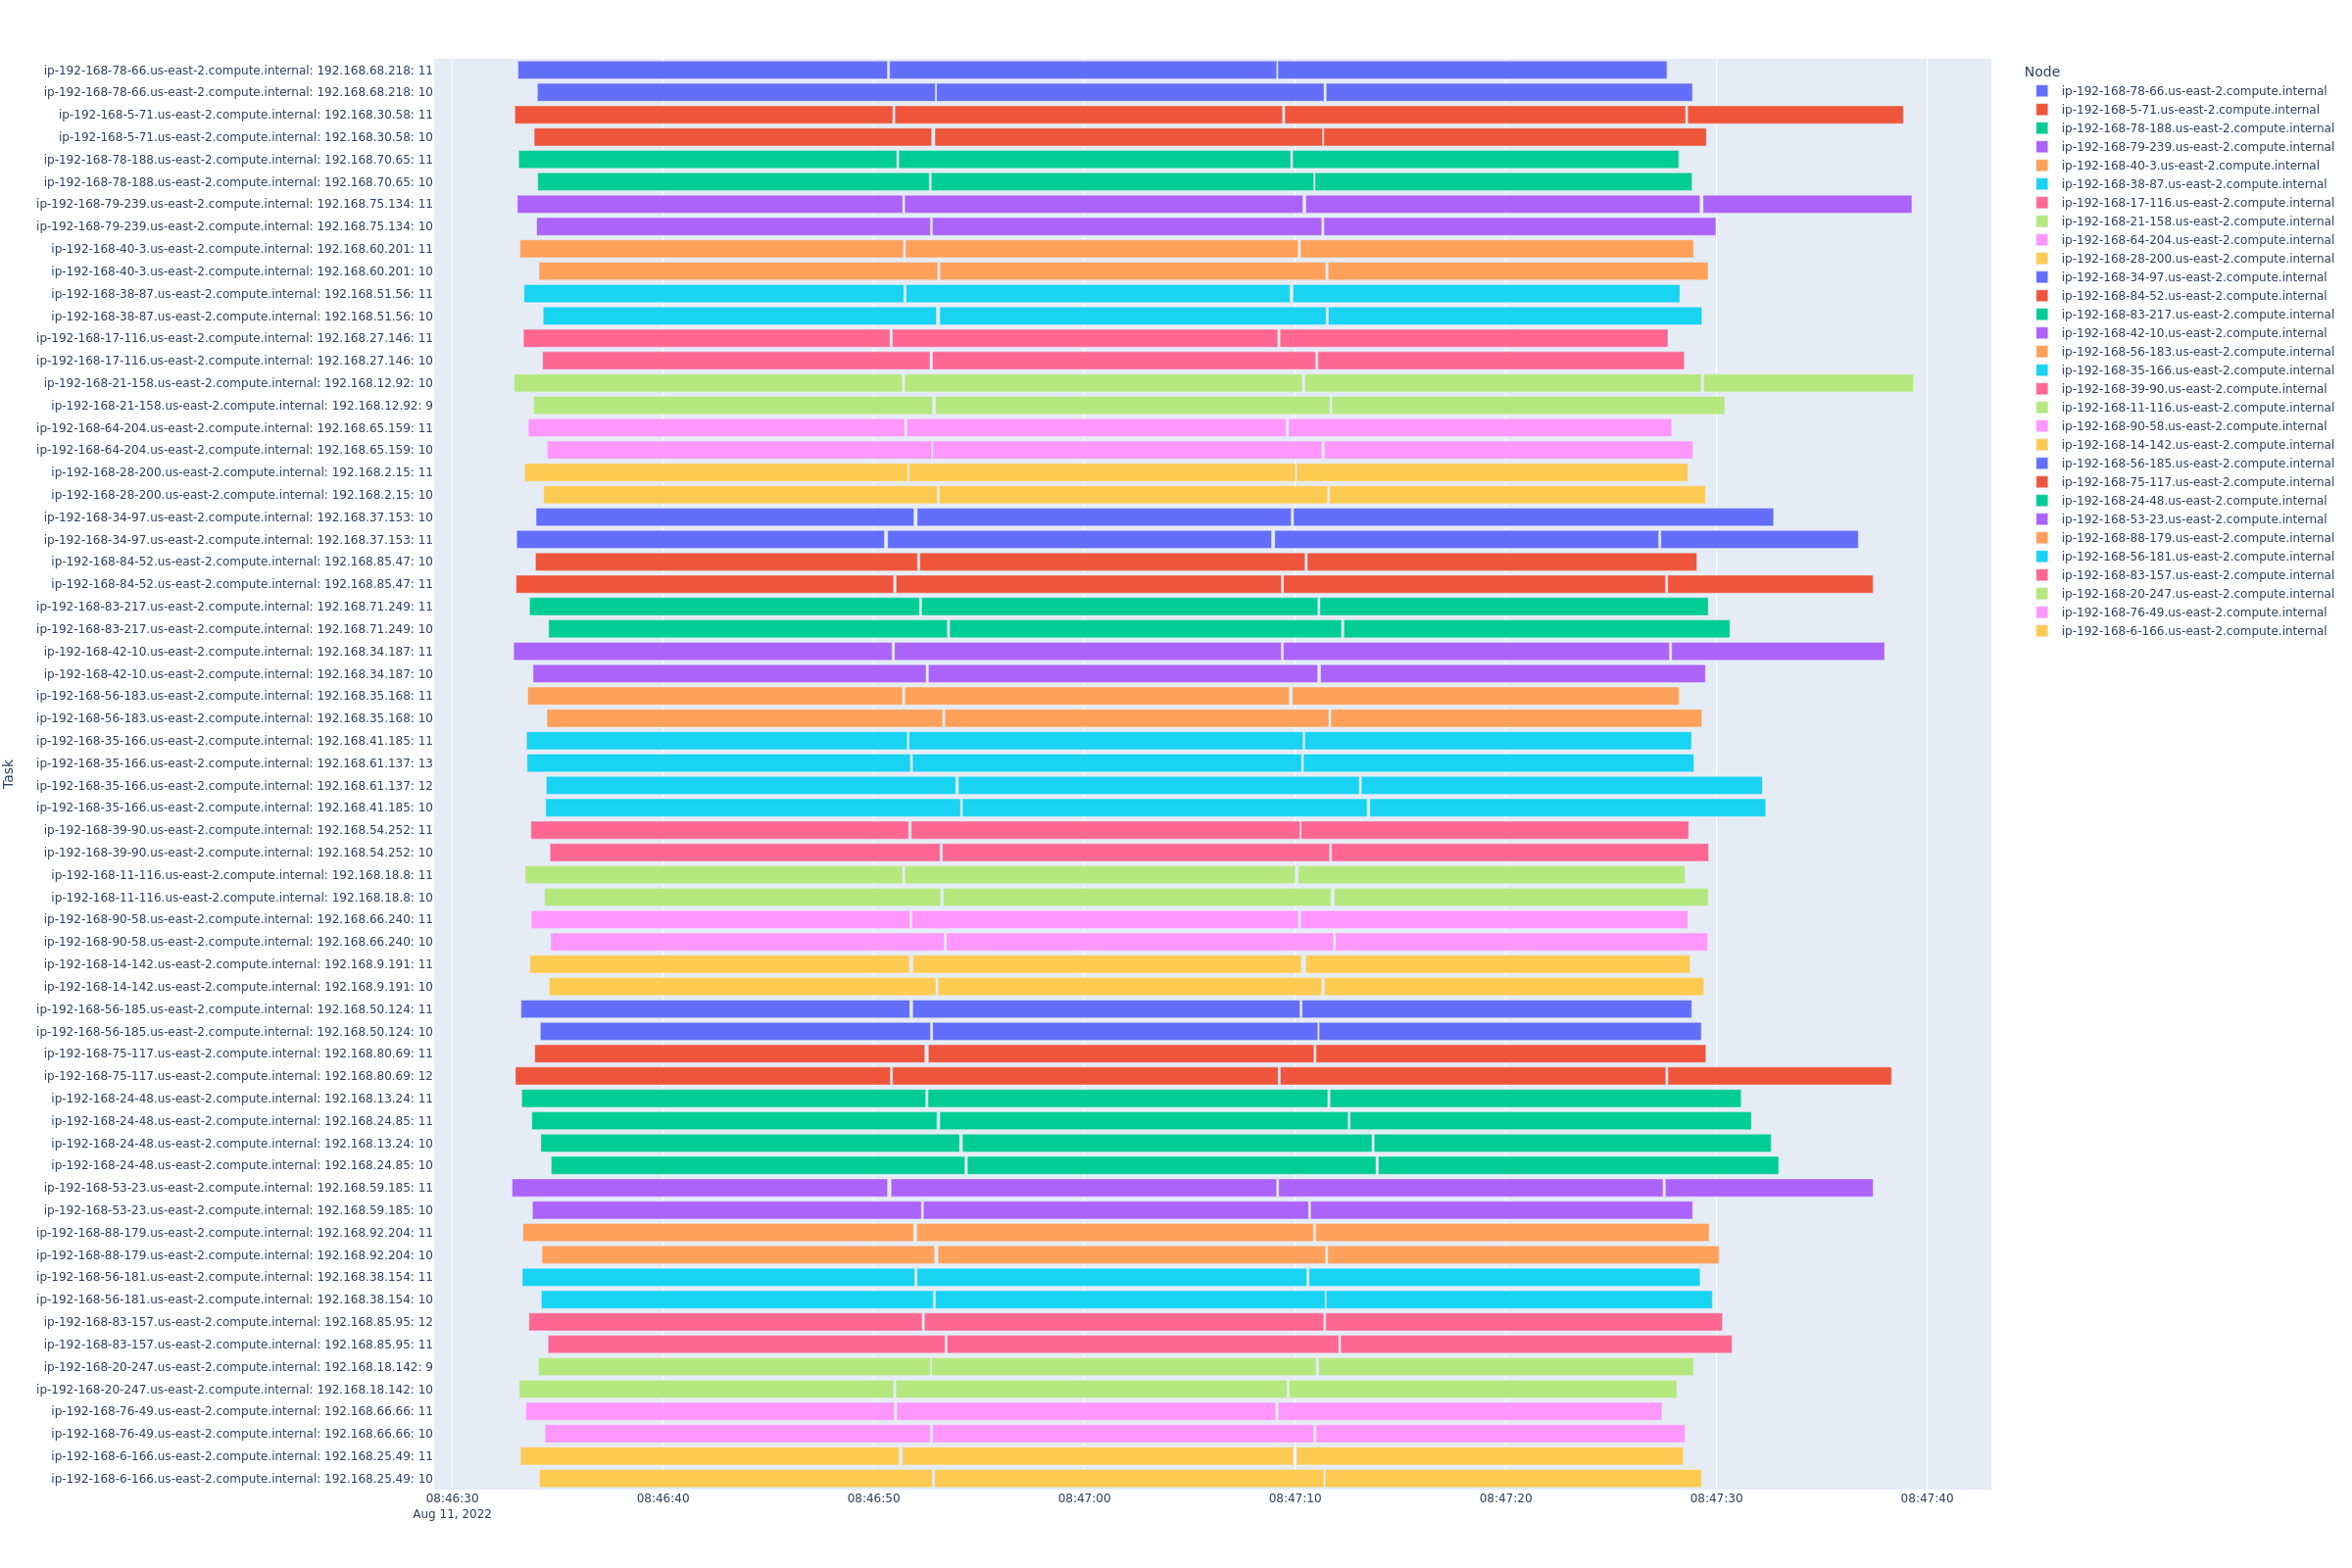 ip-192-168-78-66.us-east-2.compute.internal: 192.168.68.218: 11
ip-192-168-78-66.us-east-2.compute.internal: 192.168.68.218: 10
ip-192-168-5-71.us-east-2.compute.internal: 192.168.30.58: 11
ip-192-168-5-71.us-east-2.compute.internal: 192.168.30.58: 10
ip-192-168-78-188.us-east-2.compute.internal: 192.168.70.65: 11
ip-192-168-78-188.us-east-2.compute.internal: 192.168.70.65: 10
ip-192-168-79-239.us-east-2.compute.internal: 192.168.75.134: 11
ip-192-168-79-239.us-east-2.compute.internal: 192.168.75.134: 10
ip-192-168-40-3.us-east-2.compute.internal: 192.168.60.201: 11
ip-192-168-40-3.us-east-2.compute.internal: 192.168.60.201: 10
ip-192-168-38-87.us-east-2.compute.internal: 192.168.51.56: 11
ip-192-168-38-87.us-east-2.compute.internal: 192.168.51.56: 10
ip-192-168-17-116.us-east-2.compute.internal: 192.168.27.146: 11
ip-192-168-17-116.us-east-2.compute.internal: 192.168.27.146: 10
ip-192-168-21-158.us-east-2.compute.internal: 192.168.12.92: 10
ip-192-168-21-158.us-east-2.compute.internal: 192.168.12.92: 9
ip-192-168-64-204.us-east-2.compute.internal: 192.168.65.159: 11
ip-192-168-64-204.us-east-2.compute.internal: 192.168.65.159: 10
ip-192-168-28-200.us-east-2.compute.internal: 192.168.2.15: 11
ip-192-168-28-200.us-east-2.compute.internal: 192.168.2.15: 10
ip-192-168-34-97.us-east-2.compute.internal: 192.168.37.153: 10
ip-192-168-34-97.us-east-2.compute.internal: 192.168.37.153: 11
ip-192-168-84-52.us-east-2.compute.internal: 192.168.85.47: 10
ip-192-168-84-52.us-east-2.compute.internal: 192.168.85.47: 11
ip-192-168-83-217.us-east-2.compute.internal: 192.168.71.249: 11
ip-192-168-83-217.us-east-2.compute.internal: 192.168.71.249: 10
ip-192-168-42-10.us-east-2.compute.internal: 192.168.34.187: 11
ip-192-168-42-10.us-east-2.compute.internal: 192.168.34.187: 10
ip-192-168-56-183.us-east-2.compute.internal: 192.168.35.168: 11
ip-192-168-56-183.us-east-2.compute.internal: 192.168.35.168: 10
ip-192-168-35-166.us-east-2.compute.internal: 192.168.41.185: 11
ip-192-168-35-166.us-east-2.compute.internal: 192.168.61.137: 13
ip-192-168-35-166.us-east-2.compute.internal: 192.168.61.137: 12
ip-192-168-35-166.us-east-2.compute.internal: 192.168.41.185: 10
ip-192-168-39-90.us-east-2.compute.internal: 192.168.54.252: 11
ip-192-168-39-90.us-east-2.compute.internal: 192.168.54.252: 10
ip-192-168-11-116.us-east-2.compute.internal: 192.168.18.8: 11
ip-192-168-11-116.us-east-2.compute.internal: 192.168.18.8: 10
ip-192-168-90-58.us-east-2.compute.internal: 192.168.66.240: 11
ip-192-168-90-58.us-east-2.compute.internal: 192.168.66.240: 10
ip-192-168-14-142.us-east-2.compute.internal: 192.168.9.191: 11
ip-192-168-14-142.us-east-2.compute.internal: 192.168.9.191: 10
ip-192-168-56-185.us-east-2.compute.internal: 192.168.50.124: 11
ip-192-168-56-185.us-east-2.compute.internal: 192.168.50.124: 10
ip-192-168-75-117.us-east-2.compute.internal: 192.168.80.69: 11
ip-192-168-75-117.us-east-2.compute.internal: 192.168.80.69: 12
ip-192-168-24-48.us-east-2.compute.internal: 192.168.13.24: 11
ip-192-168-24-48.us-east-2.compute.internal: 192.168.24.85: 11
ip-192-168-24-48.us-east-2.compute.internal: 192.168.13.24: 10
ip-192-168-24-48.us-east-2.compute.internal: 192.168.24.85: 10
ip-192-168-53-23.us-east-2.compute.internal: 192.168.59.185: 11
ip-192-168-53-23.us-east-2.compute.internal: 192.168.59.185: 10
ip-192-168-88-179.us-east-2.compute.internal: 192.168.92.204: 11
ip-192-168-88-179.us-east-2.compute.internal: 192.168.92.204: 10
ip-192-168-56-181.us-east-2.compute.internal: 192.168.38.154: 11
ip-192-168-56-181.us-east-2.compute.internal: 192.168.38.154: 10
ip-192-168-83-157.us-east-2.compute.internal: 192.168.85.95: 12
ip-192-168-83-157.us-east-2.compute.internal: 192.168.85.95: 11
ip-192-168-20-247.us-east-2.compute.internal: 192.168.18.142: 9
ip-192-168-20-247.us-east-2.compute.internal: 192.168.18.142: 10
ip-192-168-76-49.us-east-2.compute.internal: 192.168.66.66: 11
ip-192-168-76-49.us-east-2.compute.internal: 192.168.66.66: 10
ip-192-168-6-166.us-east-2.compute.internal: 192.168.25.49: 11
ip-192-168-6-166.us-east-2.compute.internal: 192.168.25.49: 10
Task
08:46:30 08:46:40 08:46:50 08:47:00 08:47:10 08:47:20 08:47:30 08:47:40
Aug 11, 2022
Node
ip-192-168-78-66.us-east-2.compute.internal
ip-192-168-5-71.us-east-2.compute.internal
ip-192-168-78-188.us-east-2.compute.internal
ip-192-168-79-239.us-east-2.compute.internal
ip-192-168-40-3.us-east-2.compute.internal
ip-192-168-38-87.us-east-2.compute.internal
ip-192-168-17-116.us-east-2.compute.internal
ip-192-168-21-158.us-east-2.compute.internal
ip-192-168-64-204.us-east-2.compute.internal
ip-192-168-28-200.us-east-2.compute.internal
ip-192-168-34-97.us-east-2.compute.internal
ip-192-168-84-52.us-east-2.compute.internal
ip-192-168-83-217.us-east-2.compute.internal
ip-192-168-42-10.us-east-2.compute.internal
ip-192-168-56-183.us-east-2.compute.internal
ip-192-168-35-166.us-east-2.compute.internal
ip-192-168-39-90.us-east-2.compute.internal
ip-192-168-11-116.us-east-2.compute.internal
ip-192-168-90-58.us-east-2.compute.internal
ip-192-168-14-142.us-east-2.compute.internal
ip-192-168-56-185.us-east-2.compute.internal
ip-192-168-75-117.us-east-2.compute.internal
ip-192-168-24-48.us-east-2.compute.internal
ip-192-168-53-23.us-east-2.compute.internal
ip-192-168-88-179.us-east-2.compute.internal
ip-192-168-56-181.us-east-2.compute.internal
ip-192-168-83-157.us-east-2.compute.internal
ip-192-168-20-247.us-east-2.compute.internal
ip-192-168-76-49.us-east-2.compute.internal
ip-192-168-6-166.us-east-2.compute.internal